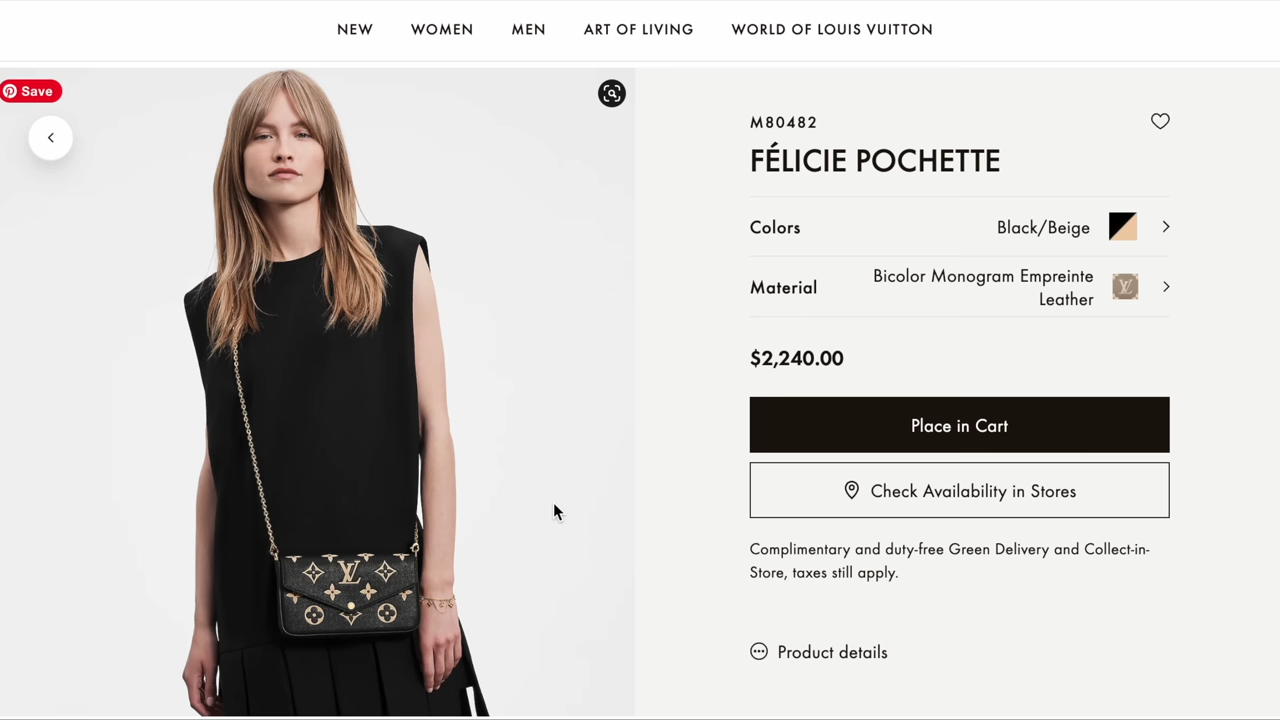 NEW WOMEN MEN ART OF LIVING WORLD OF LOUIS VUITTON
Save
M80482
FÉLICIE POCHETTE
Colors Black/Beige
Material Bicolor Monogram Empreinte
Leather
$2,240.00
Place in Cart
Check Availability in Stores
Complimentary and duty-free Green Delivery and Collect-in-
Store, taxes still apply.
Product details
LV
LV